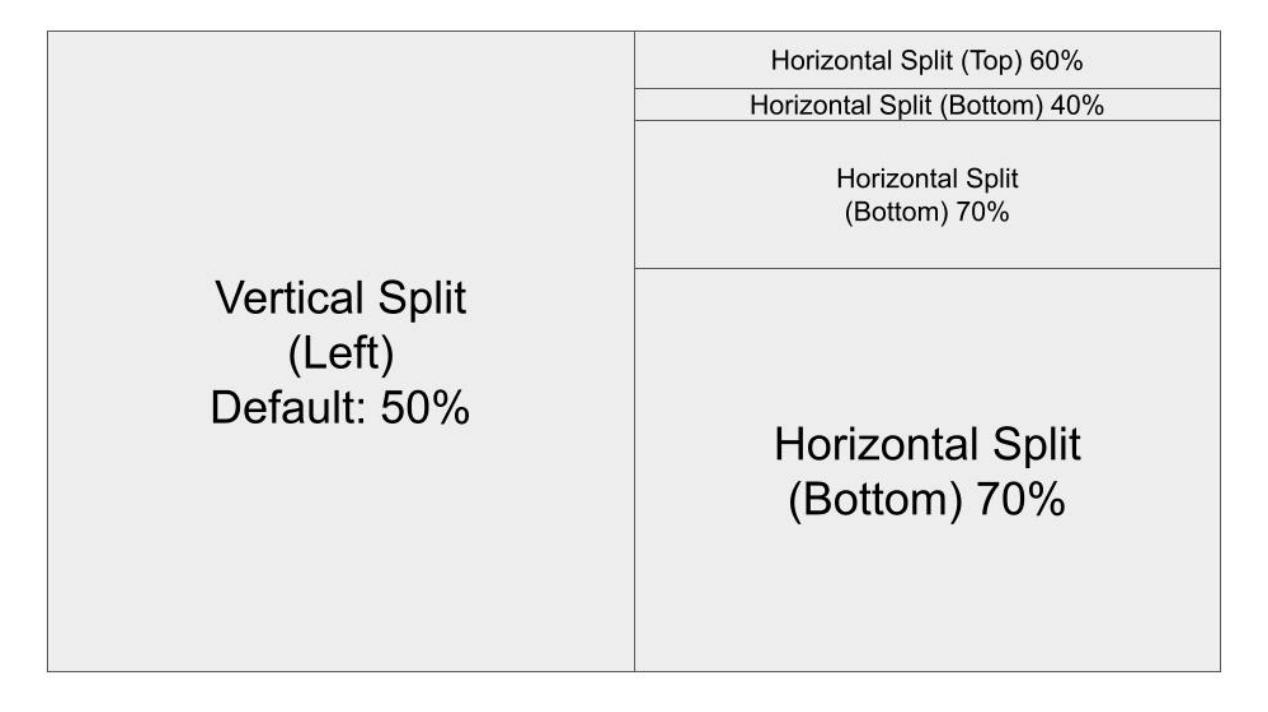 Vertical Split
(Left)
Default: 50%
Horizontal Split (Top) 60%
Horizontal Split (Bottom) 40%
Horizontal Split
(Bottom) 70%
Horizontal Split
(Bottom) 70%